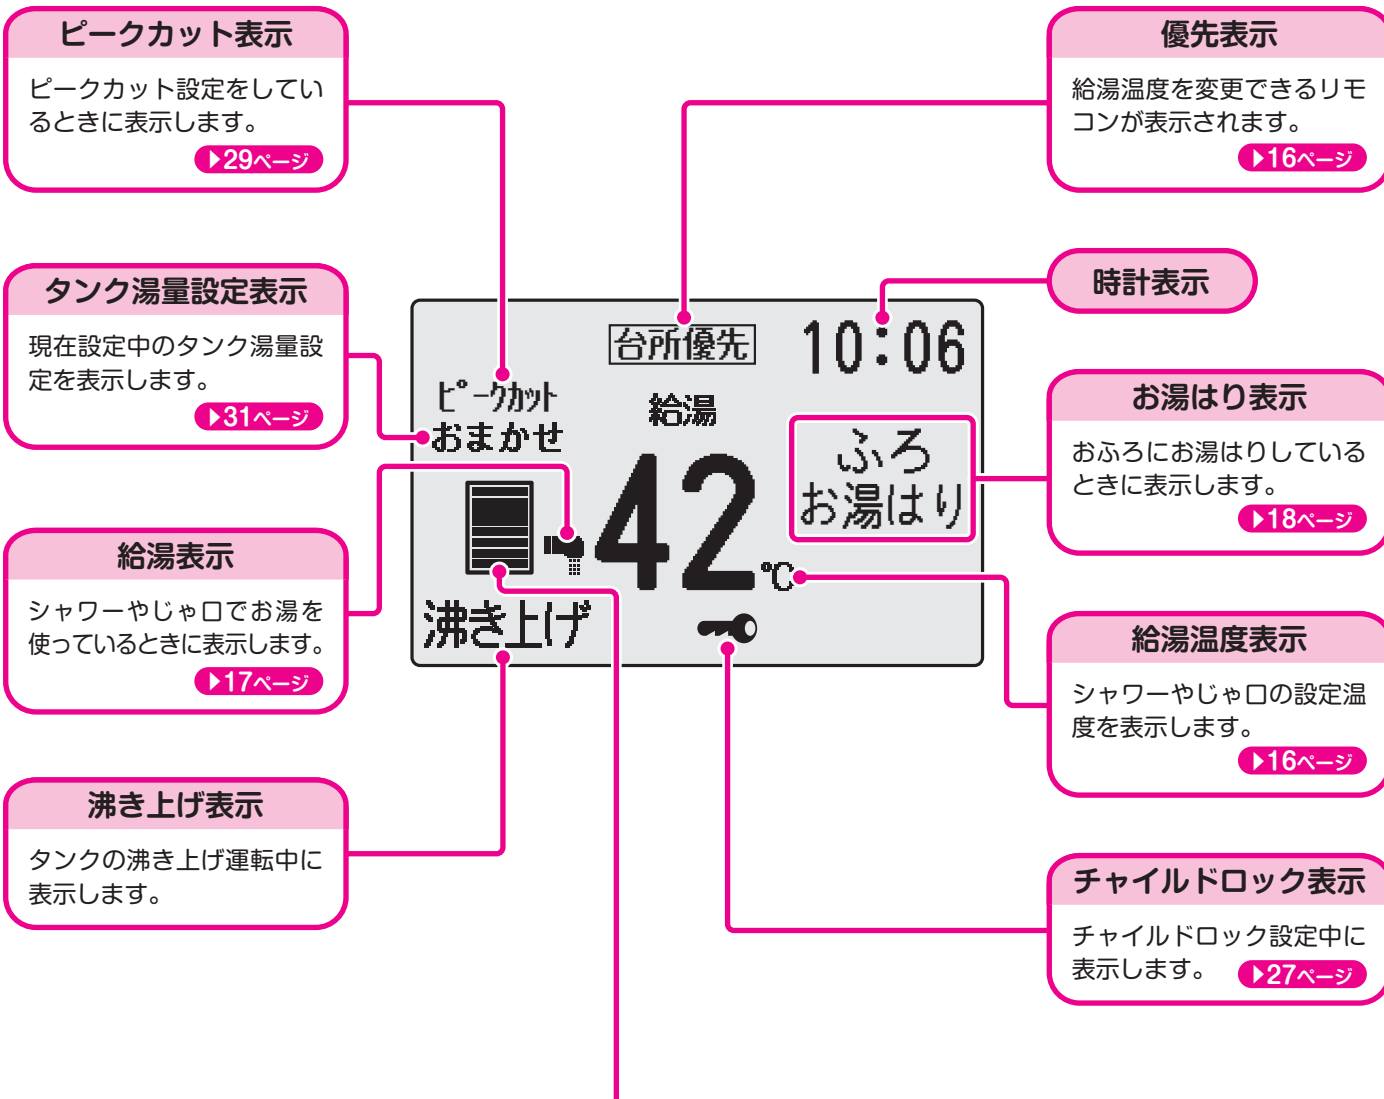 ピークカット表示
ピークカット設定をしてい
るときに表示します。
▶29ページ
タンク湯量設定表示
現在設定中のタンク湯量設
定を表示します。
▶31ページ
給湯表示
シャワーやじゃ口でお湯を
使っているときに表示します。
▶17ページ
沸き上げ表示
タンクの沸き上げ運転中に
表示します。
台所優先
10:06
ピークカット
おまかせ
給湯
42℃
ふろ
お湯はり
沸き上げ
優先表示
給湯温度を変更できるリモ
コンが表示されます。
▶16ページ
時計表示
お湯はり表示
おふろにお湯はりしている
ときに表示します。
▶18ページ
給湯温度表示
シャワーやじゃ口の設定温
度を表示します。
▶16ページ
チャイルドロック表示
チャイルドロック設定中に
表示します。 ▶27ページ